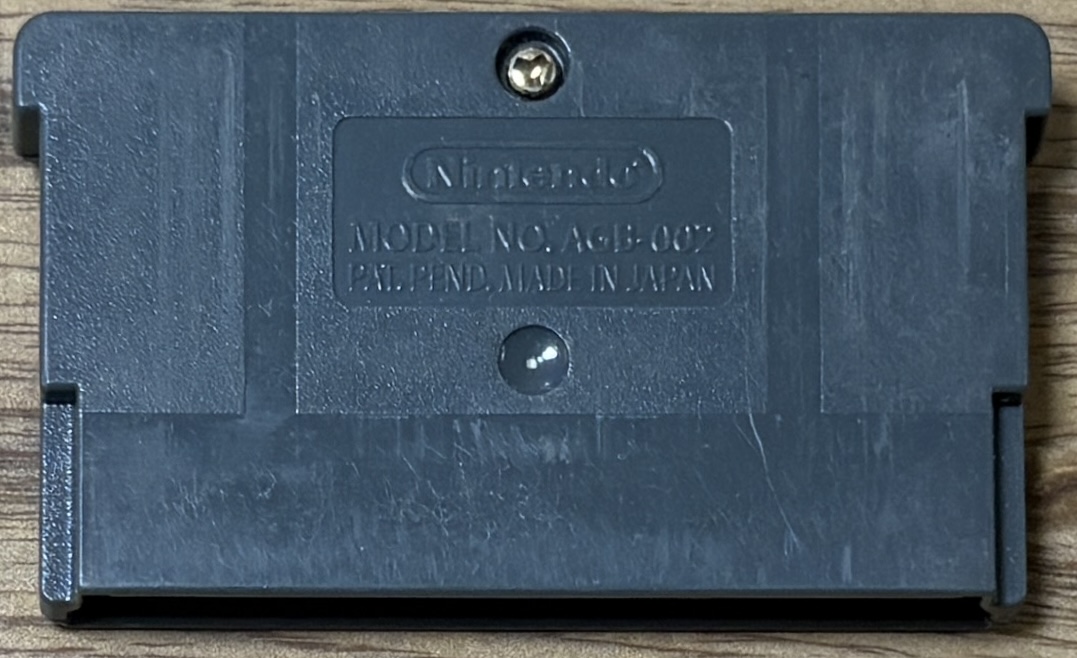 Nintendo
MODEL NO. AGB-002
PAT. PEND. MADE IN JAPAN